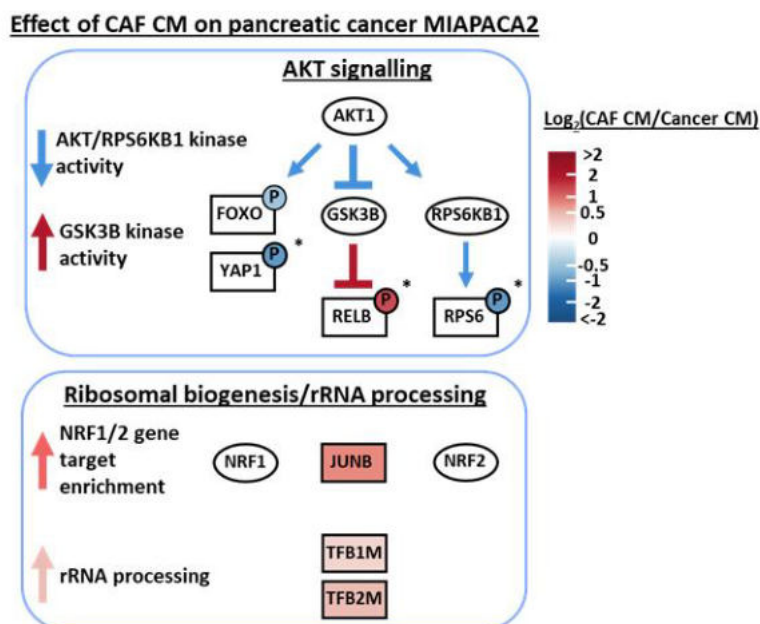 Effect of CAF CM on pancreatic cancer MIAPACA2
AKT signalling
AKT1
AKT/RPS6KB1 kinase
activity
P
FOXO
GSK3B
RPS6KB1
GSK3B kinase
activity
P
*
YAP1
P
*
RELB
P
*
RPS6
Log2(CAF CM/Cancer CM)
>2
2
1
0.5
0
-0.5
-1
-2
<-2
Ribosomal biogenesis/rRNA processing
NRF1/2 gene
target
enrichment
NRF1
JUNB
NRF2
TFB1M
rRNA processing
TFB2M